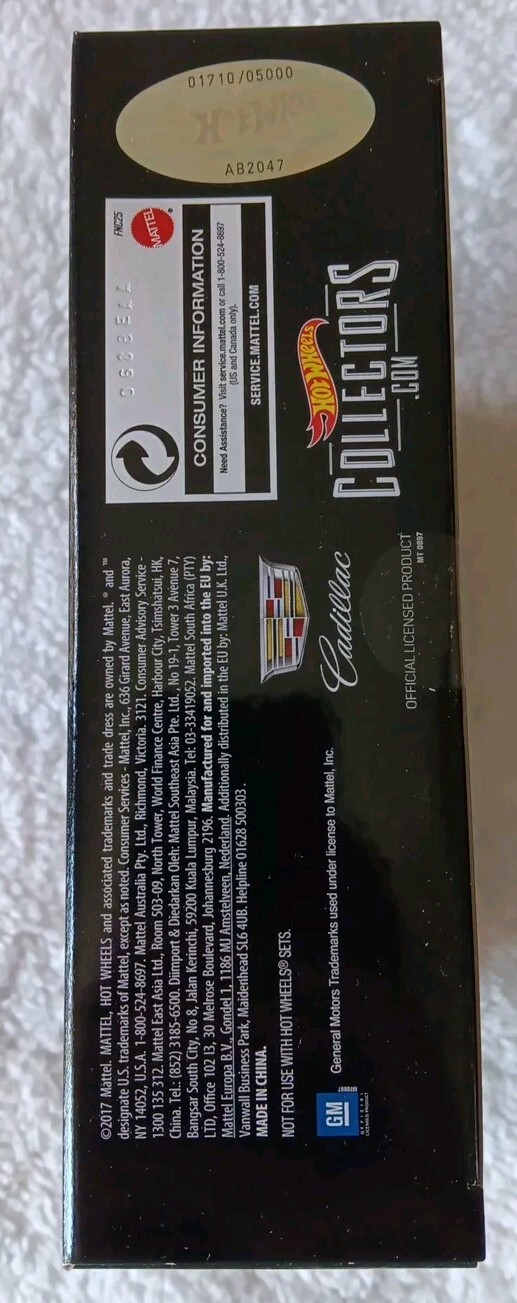 01710/05000
AB2047
FNC25
MATTEL
CONSUMER INFORMATION
Need Assistance? Visit service.mattel.com or call 1-800-524-8697
(US and Canada only).
SERVICE.MATTEL.COM
Hot Wheels
COLLECTORS
.COM
©2017 Mattel. MATTEL, HOT WHEELS and associated trademarks and trade dress are owned by Mattel. ® and ™
designate U.S. trademarks of Mattel, except as noted. Consumer Services - Mattel, Inc., 636 Girard Avenue, East Aurora,
NY 14052, U.S.A. 1-800-524-8697. Mattel Australia Pty. Ltd., Richmond, Victoria. 3121. Consumer Advisory Service -
1300 135 312. Mattel East Asia Ltd., Room 503-09, North Tower, World Finance Centre, Harbour City, Tsimshatsui, HK,
China. Tel.: (852) 3185-6500. Diimport & Diedarkan Oleh: Mattel Southeast Asia Pte. Ltd., No 19-1, Tower 3 Avenue 7,
Bangsar South City, No 8, Jalan Kerinchi, 59200 Kuala Lumpur, Malaysia. Tel: 03-33419052. Mattel South Africa (PTY)
LTD, Office 102 I3, 30 Melrose Boulevard, Johannesburg 2196. Manufactured for and imported into the EU by:
Mattel Europa B.V., Gondel 1, 1186 MJ Amstelveen, Nederland. Additionally distributed in the EU by: Mattel U.K. Ltd.,
Vanwall Business Park, Maidenhead SL6 4UB. Helpline 01628 500303.
MADE IN CHINA.
NOT FOR USE WITH HOT WHEELS® SETS.
Cadillac
OFFICIAL LICENSED PRODUCT
MT 0897
GM
OFFICIAL
LICENSED PRODUCT
General Motors Trademarks used under license to Mattel, Inc.